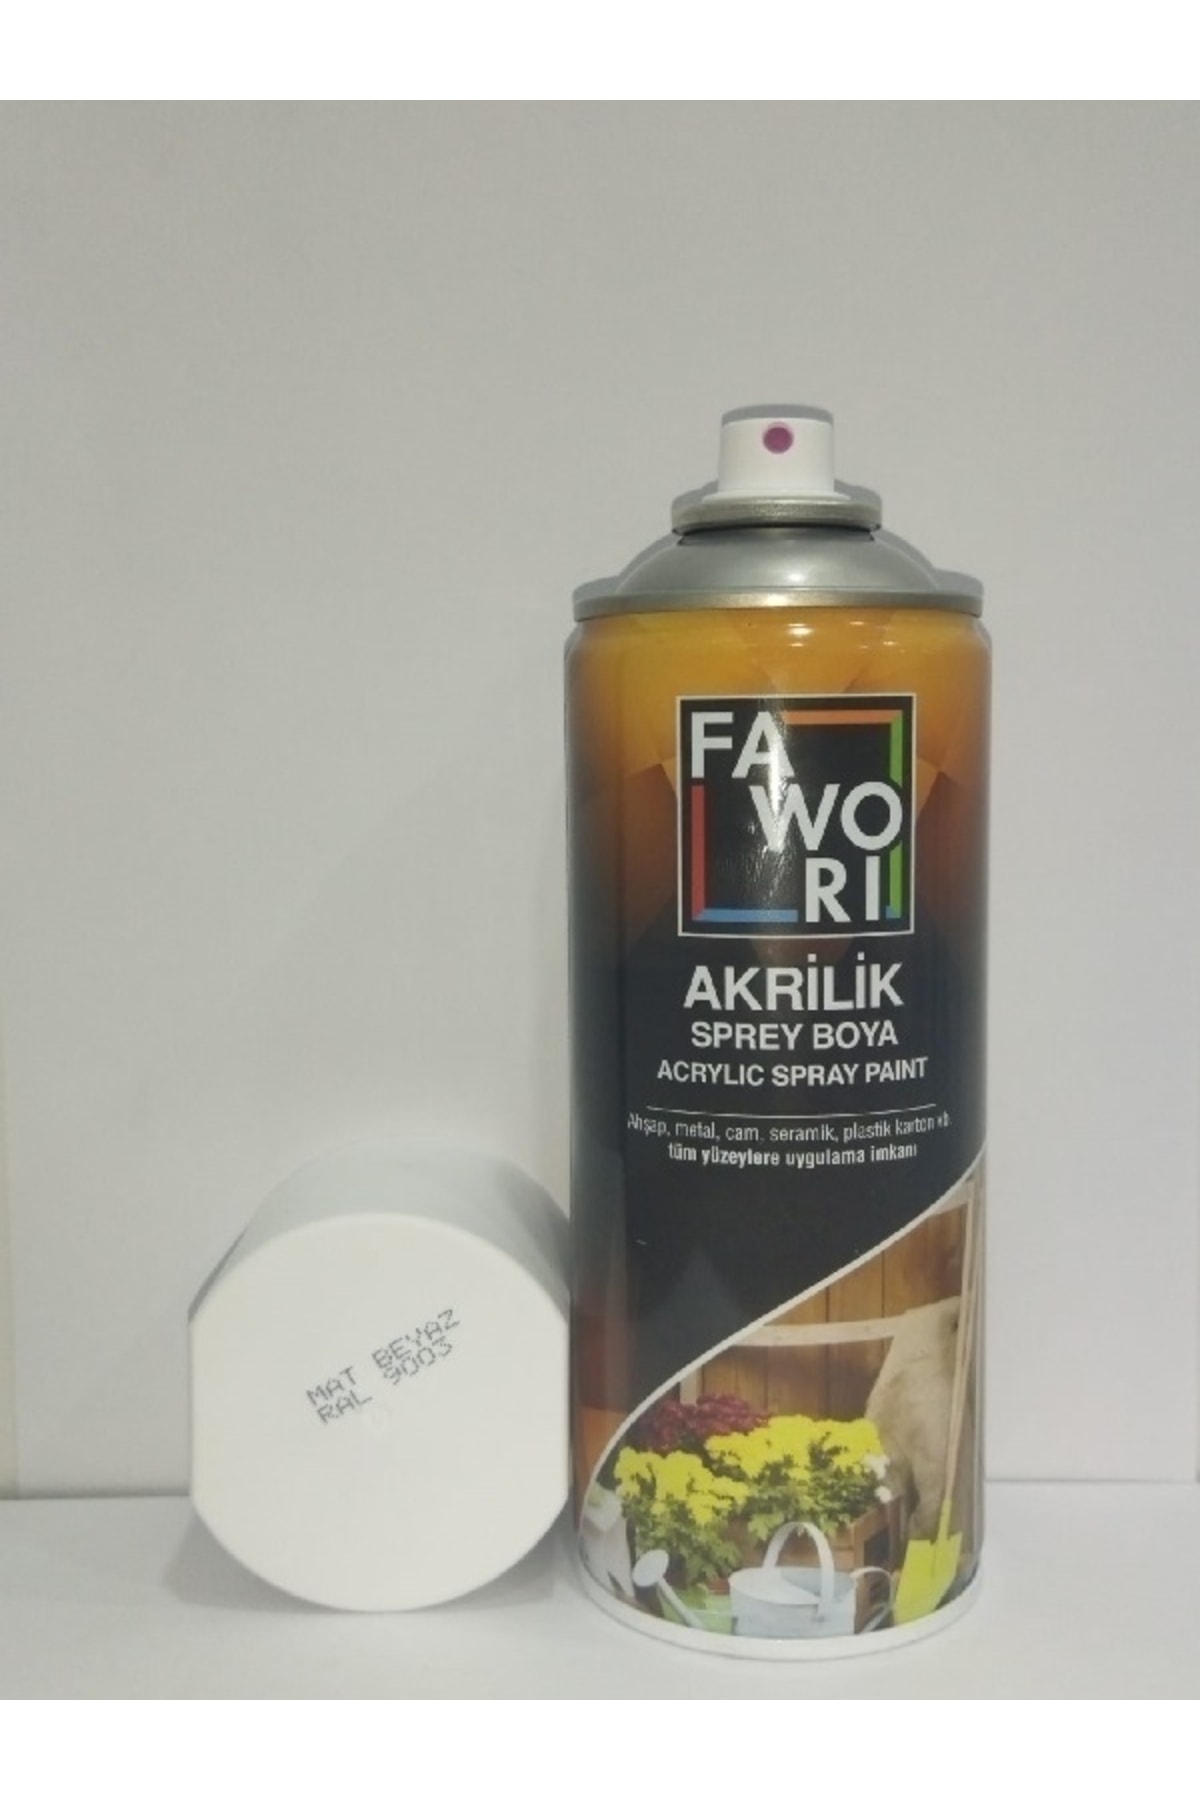 FA
WO
RI
AKRİLİK
SPREY BOYA
ACRYLIC SPRAY PAINT
Ahşap, metal, cam, seramik, plastik karton vb.
tüm yüzeylere uygulama imkanı
MAT BEYAZ
RAL 9003